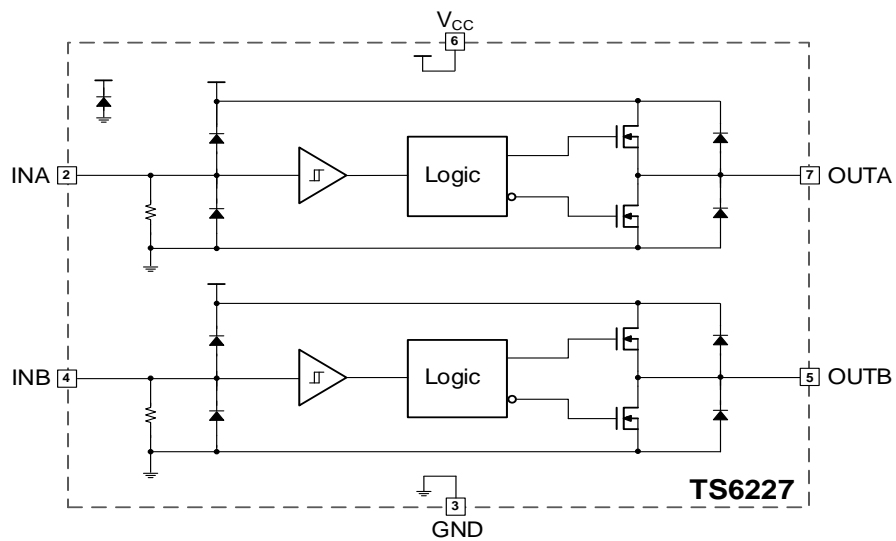 VCC
6
INA 2
Logic
7 OUTA
INB 4
Logic
5 OUTB
TS6227
3
GND